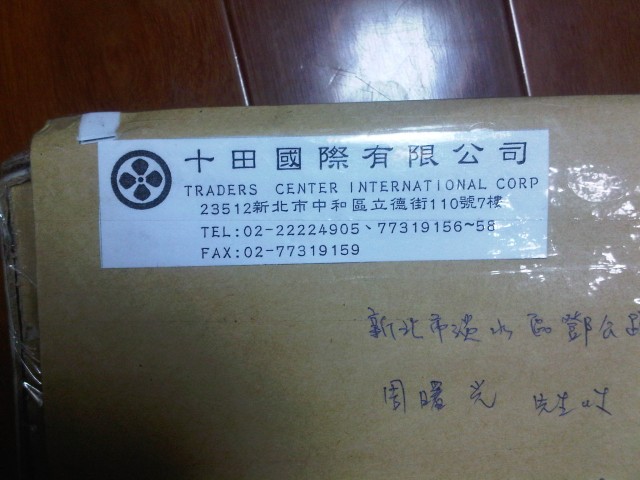 十田國際有限公司
TRADERS CENTER INTERNATIONAL CORP
23512新北市中和區立德街110號7樓
TEL:02-22224905、77319156~58
FAX:02-77319159
新北市淡水區鄧公
周曙光 先生收